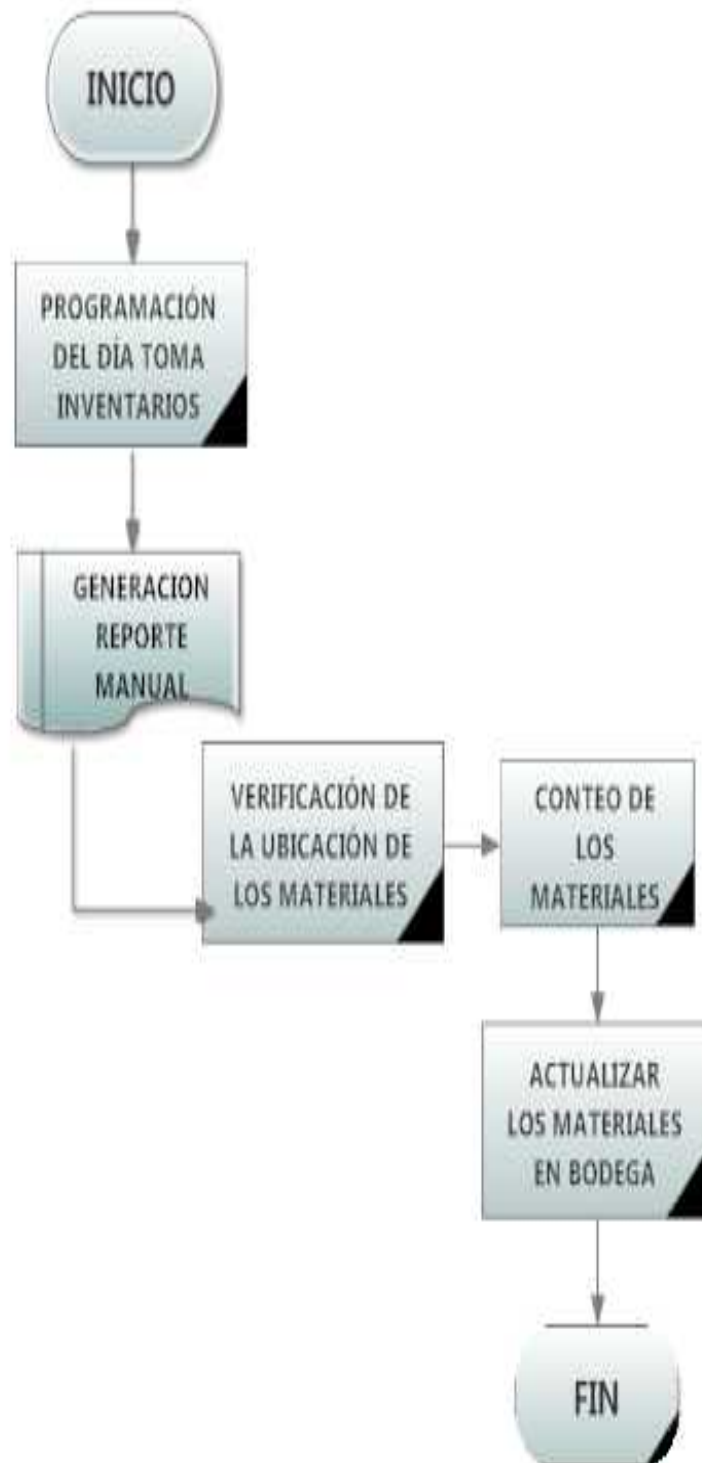 INICIO
PROGRAMACIÓN
DEL DÍA TOMA
INVENTARIOS
GENERACION
REPORTE
MANUAL
VERIFICACIÓN DE
LA UBICACIÓN DE
LOS MATERIALES
CONTEO DE
LOS
MATERIALES
ACTUALIZAR
LOS MATERIALES
EN BODEGA
FIN